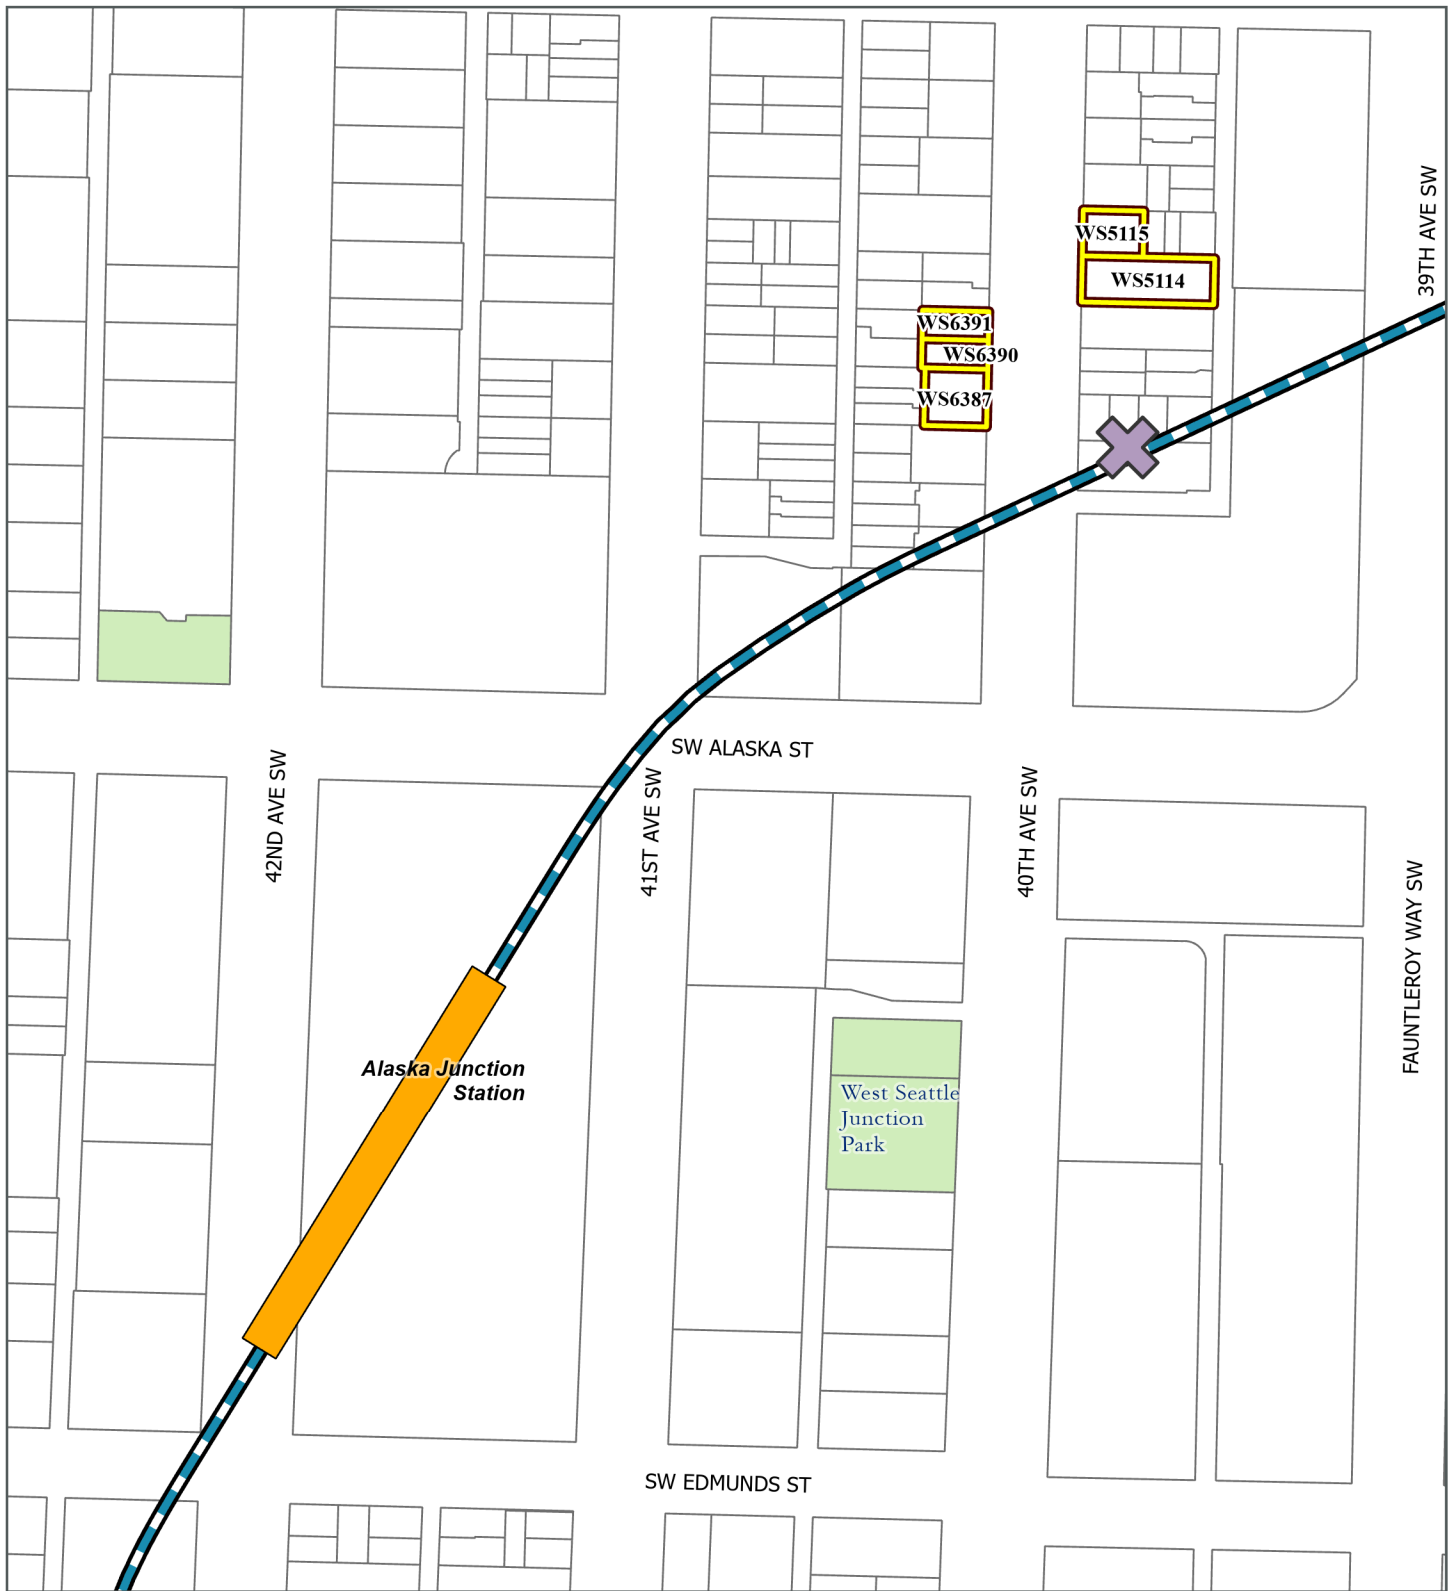 39TH AVE SW
WS5115
WS5114
WS6391
WS6390
WS6387
SW ALASKA ST
42ND AVE SW
41ST AVE SW
40TH AVE SW
FAUNTLEROY WAY SW
Alaska Junction
Station
West Seattle
Junction
Park
SW EDMUNDS ST